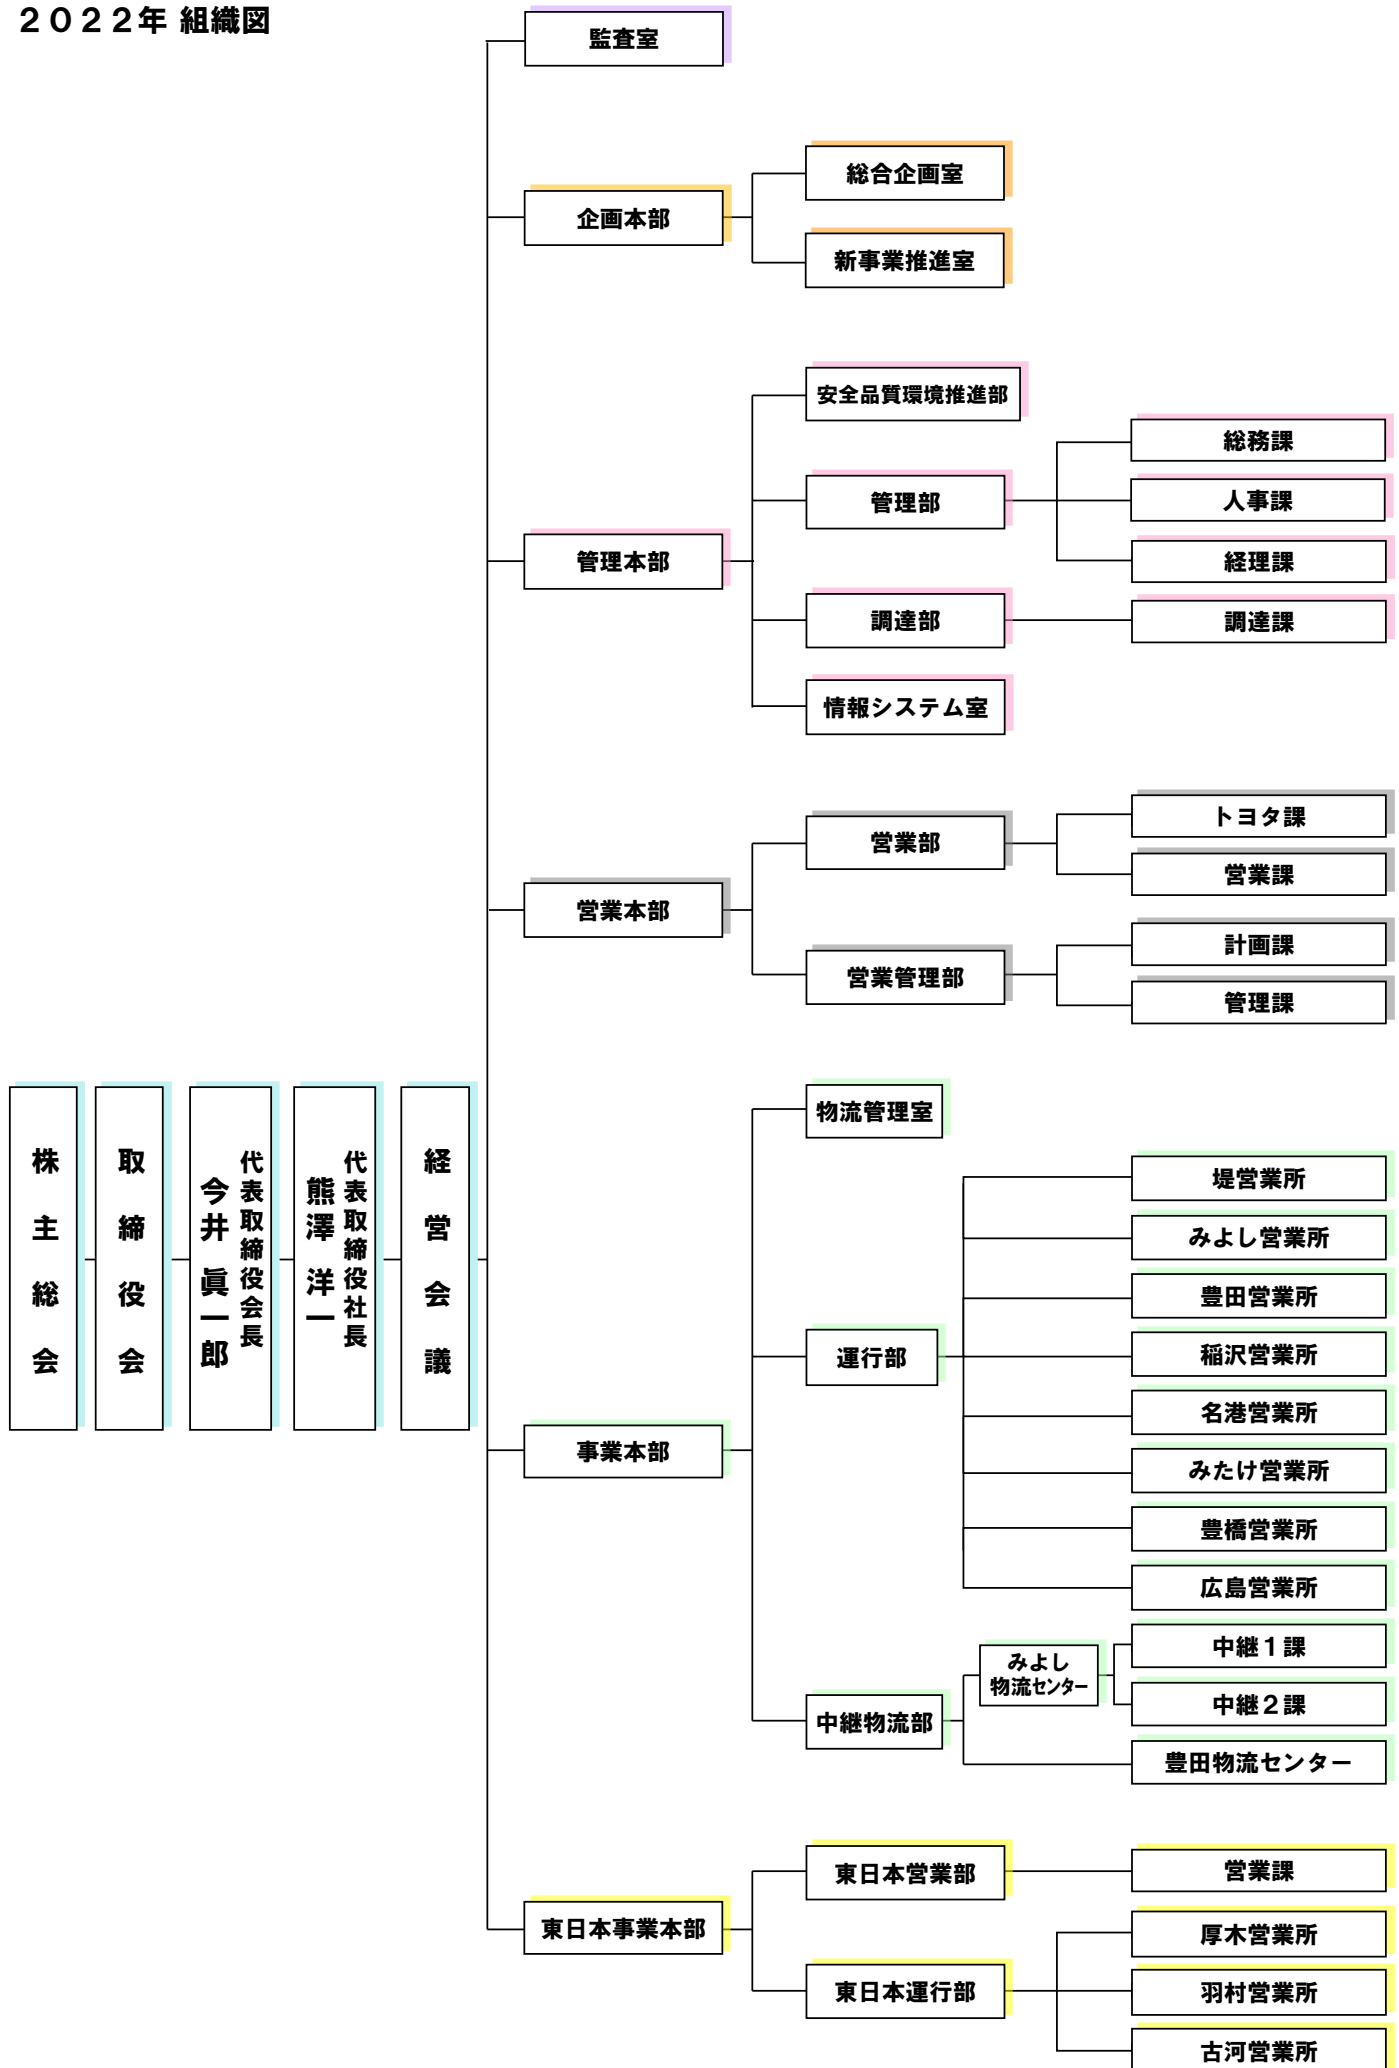 ２０２２年 組織図
監査室
企画本部
総合企画室
新事業推進室
管理本部
安全品質環境推進部
管理部
総務課
人事課
経理課
調達部
調達課
情報システム室
営業本部
営業部
トヨタ課
営業課
営業管理部
計画課
管理課
株主総会
取締役会
代表取締役会長
今井 眞一郎
代表取締役社長
熊澤 洋一
経営会議
事業本部
物流管理室
運行部
堤営業所
みよし営業所
豊田営業所
稲沢営業所
名港営業所
みたけ営業所
豊橋営業所
広島営業所
中継物流部
みよし
物流センター
中継１課
中継２課
豊田物流センター
東日本事業本部
東日本営業部
営業課
東日本運行部
厚木営業所
羽村営業所
古河営業所